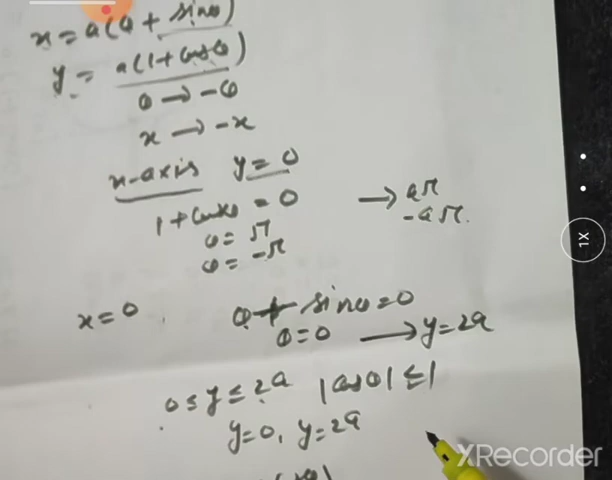 x = a(θ + sinθ)
y = a(1 + cosθ)
θ → -θ
x → -x
x-axis y = 0
1 + cosθ = 0 → aπ
θ = π -aπ.
θ = -π
x = 0, θ + sinθ = 0
θ = 0 → y = 2a
0 ≤ y ≤ 2a |cosθ| ≤ 1
y = 0, y = 2a
1X
XRecorder